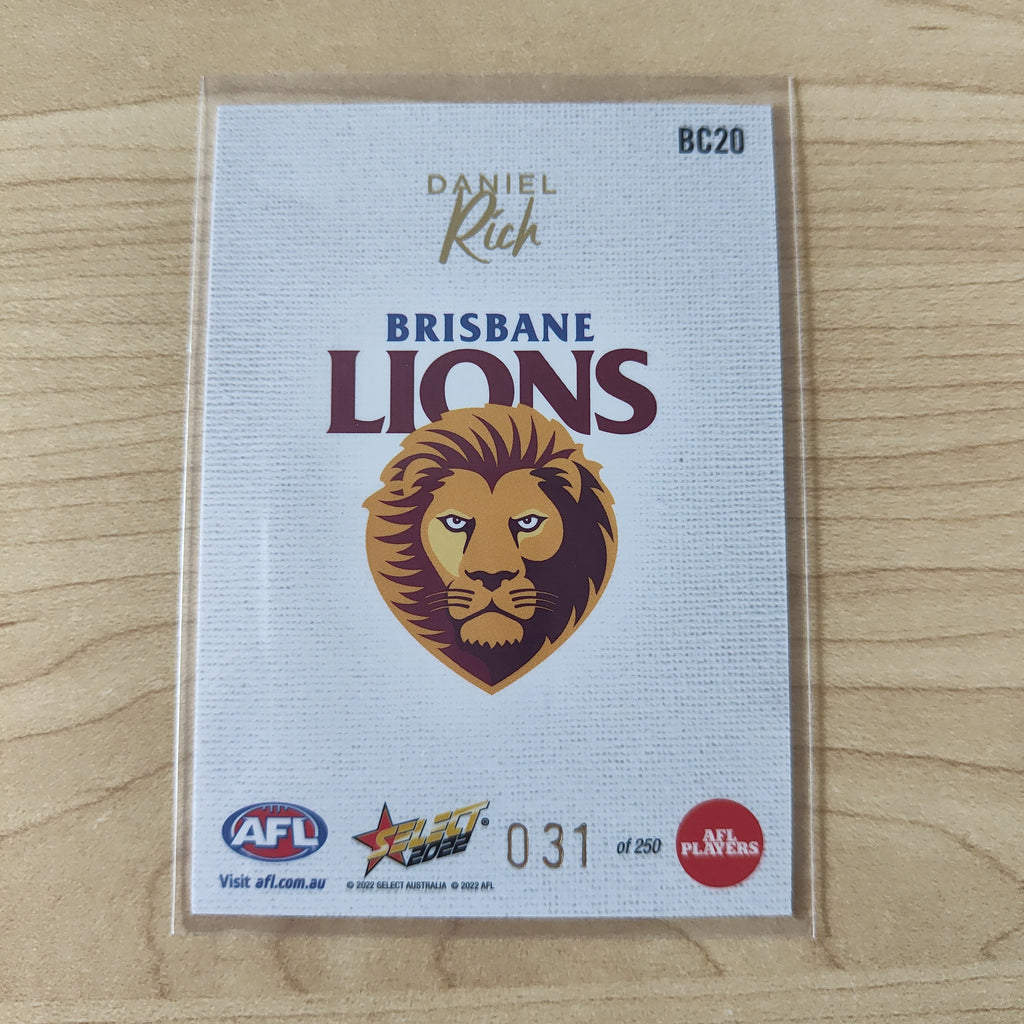 BC20
DANIEL
Rich
BRISBANE
LIONS
AFL
Visit afl.com.au
SELECT®
2022
© 2022 SELECT AUSTRALIA © 2022 AFL
031 of 250
AFL
PLAYERS